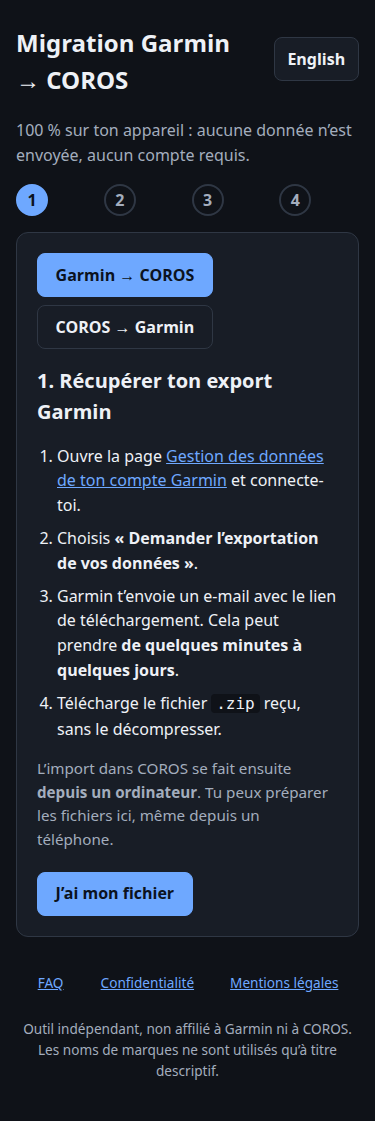 Migration Garmin
→ COROS
English
100 % sur ton appareil : aucune donnée n’est
envoyée, aucun compte requis.
1
2
3
4
Garmin → COROS
COROS → Garmin
1. Récupérer ton export
Garmin
1. Ouvre la page Gestion des données
de ton compte Garmin et connecte-
toi.
2. Choisis « Demander l’exportation
de vos données ».
3. Garmin t’envoie un e-mail avec le lien
de téléchargement. Cela peut
prendre de quelques minutes à
quelques jours.
4. Télécharge le fichier .zip reçu,
sans le décompresser.
L’import dans COROS se fait ensuite
depuis un ordinateur. Tu peux préparer
les fichiers ici, même depuis un
téléphone.
J’ai mon fichier
FAQ
Confidentialité
Mentions légales
Outil indépendant, non affilié à Garmin ni à COROS.
Les noms de marques ne sont utilisés qu’à titre
descriptif.